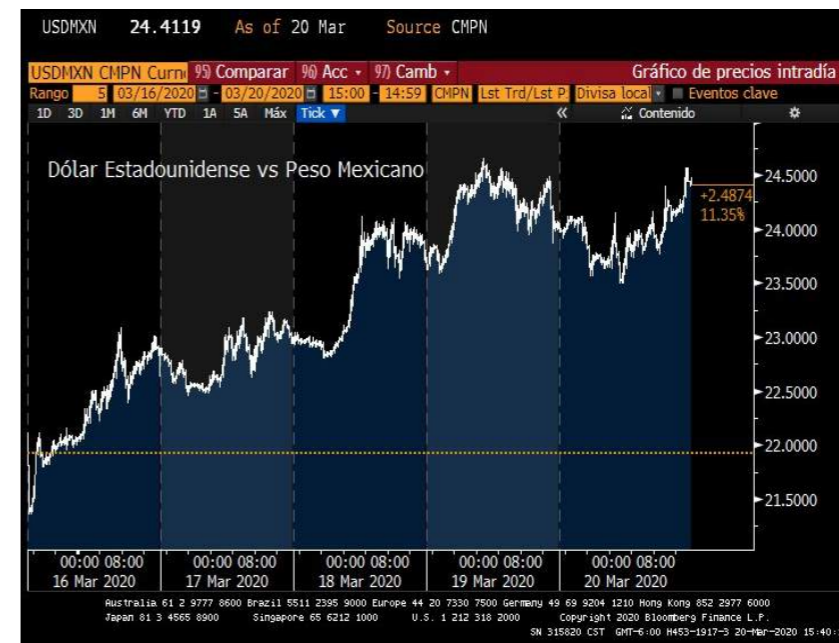 USDMXN 24.4119 As of 20 Mar Source CMPN
USDMXN CMPN Curn 95) Comparar 96) Acc 97) Camb Gráfico de precios intradía
Rango 5 03/16/2020 - 03/20/2020 15:00 - 14:59 CMPN Lst Trd/Lst P Divisa local Eventos clave
1D 3D 1M 6M YTD 1A 5A Máx Tick ▼ « Contenido
Dólar Estadounidense vs Peso Mexicano
24.5000
+2.4874
11.35%
24.0000
23.5000
23.0000
22.5000
22.0000
21.5000
00:00 08:00 00:00 08:00 00:00 08:00 00:00 08:00 00:00 08:00
16 Mar 2020 17 Mar 2020 18 Mar 2020 19 Mar 2020 20 Mar 2020
Australia 61 2 9777 8600 Brazil 5511 2395 9000 Europe 44 20 7330 7500 Germany 49 69 9204 1210 Hong Kong 852 2977 6000
Japan 81 3 4565 8900 Singapore 65 6212 1000 U.S. 1 212 318 2000 Copyright 2020 Bloomberg Finance L.P.
SN 315820 CST GMT-6:00 H453-1917-3 20-Mar-2020 15:40: